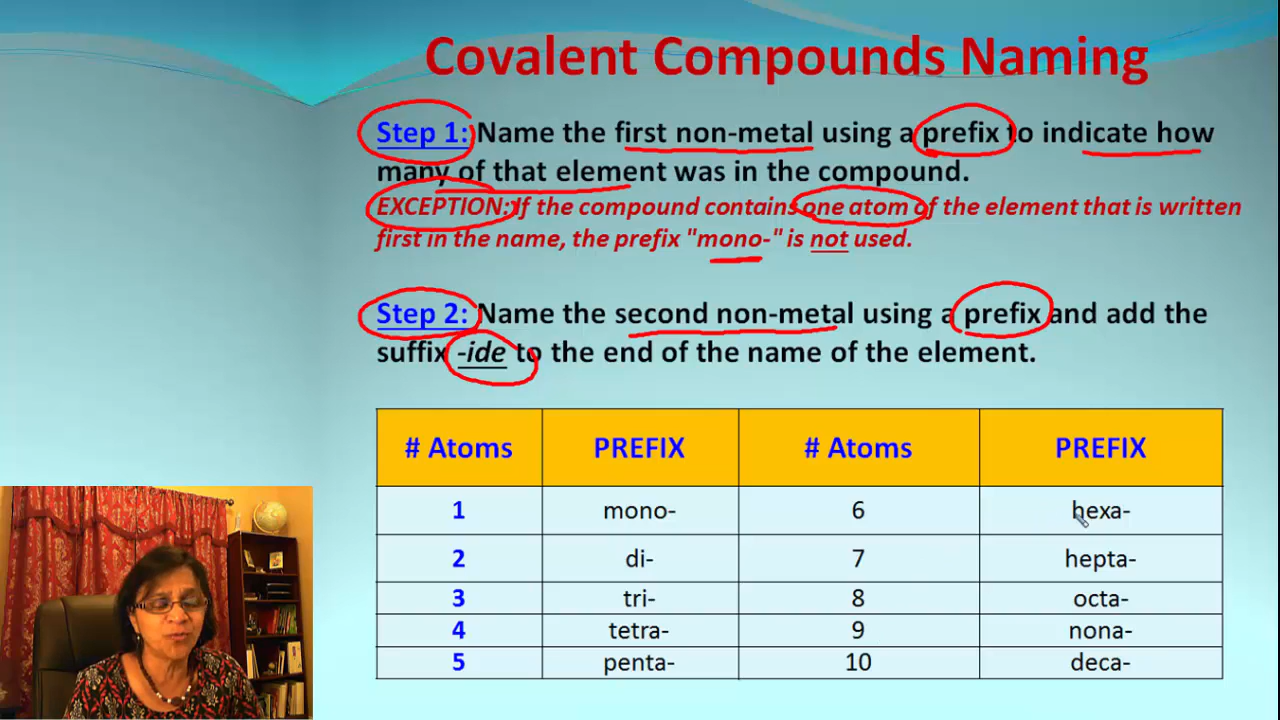 Covalent Compounds Naming
Step 1: Name the first non-metal using a prefix to indicate how
many of that element was in the compound.
EXCEPTION: If the compound contains one atom of the element that is written
first in the name, the prefix "mono-" is not used.
Step 2: Name the second non-metal using a prefix and add the
suffix -ide to the end of the name of the element.
# Atoms PREFIX # Atoms PREFIX
1 mono- 6 hexa-
2 di- 7 hepta-
3 tri- 8 octa-
4 tetra- 9 nona-
5 penta- 10 deca-